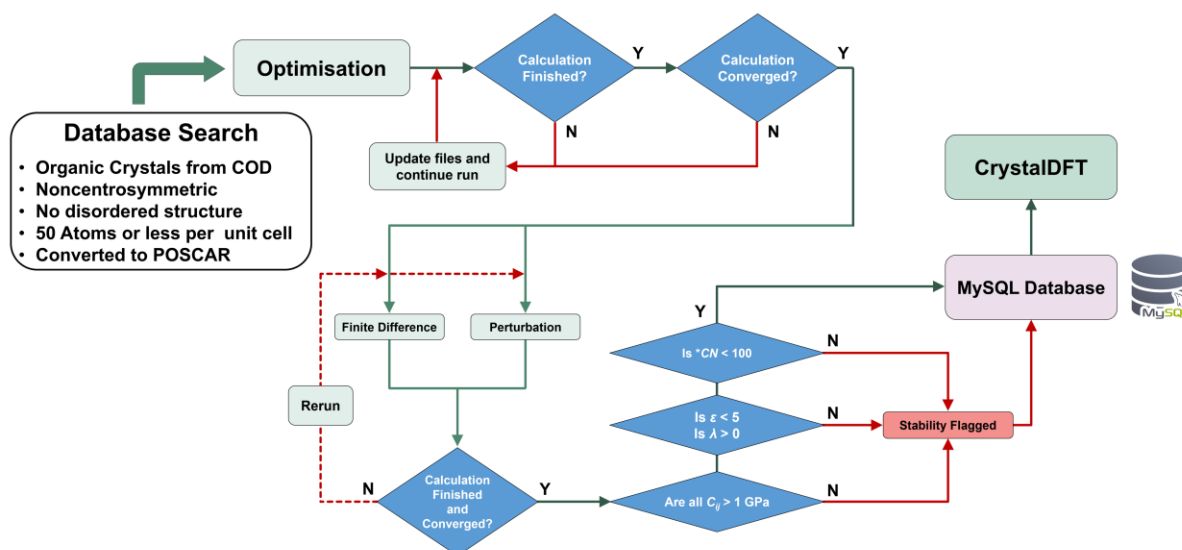 Optimisation
Calculation
Finished?
Y
Calculation
Converged?
Y
N
N
Update files and
continue run
Database Search
• Organic Crystals from COD
• Noncentrosymmetric
• No disordered structure
• 50 Atoms or less per unit cell
• Converted to POSCAR
CrystalDFT
MySQL Database
MySQ
Finite Difference
Perturbation
Y
Is *CN < 100
N
Rerun
Is ε < 5
Is λ > 0
N
Stability Flagged
N
Calculation
Finished
and
Converged?
Y
Are all Cij > 1 GPa
N